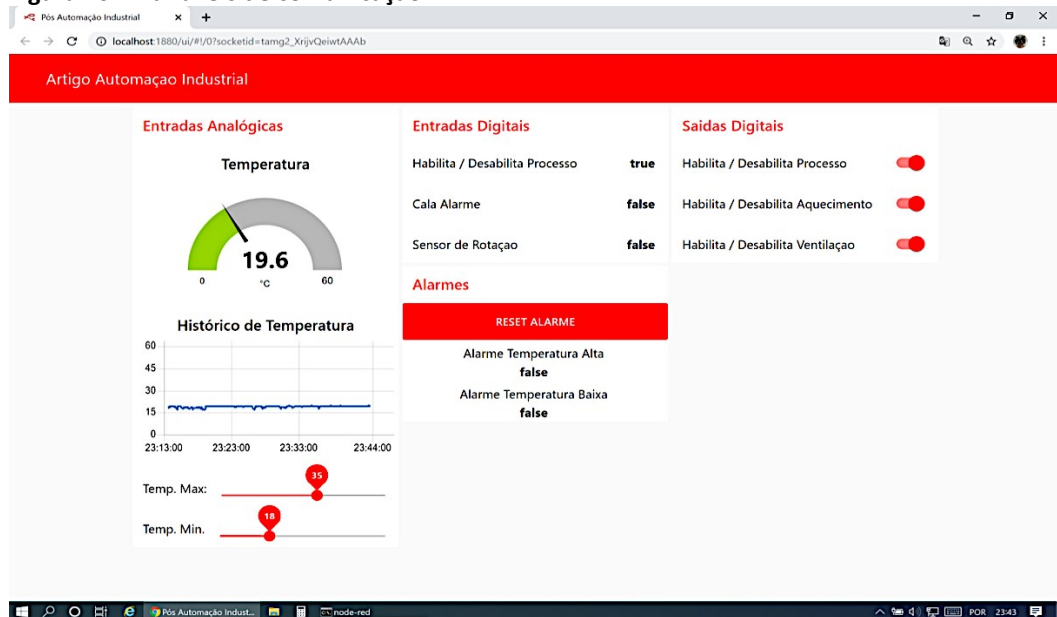 Pós Automação Industrial
localhost:1880/ui/#!/0?socketid=tamg2_XrijvQeiwtAAAb
Artigo Automaçao Industrial
Entradas Analógicas
Temperatura
19.6
0
°C
60
Histórico de Temperatura
60
45
30
15
0
23:13:00
23:23:00
23:33:00
23:44:00
Temp. Max:
35
Temp. Min.
18
Entradas Digitais
Habilita / Desabilita Processo true
Cala Alarme false
Sensor de Rotaçao false
Alarmes
RESET ALARME
Alarme Temperatura Alta
false
Alarme Temperatura Baixa
false
Saidas Digitais
Habilita / Desabilita Processo
Habilita / Desabilita Aquecimento
Habilita / Desabilita Ventilaçao
Pós Automação Indust...
node-red
POR
23:43